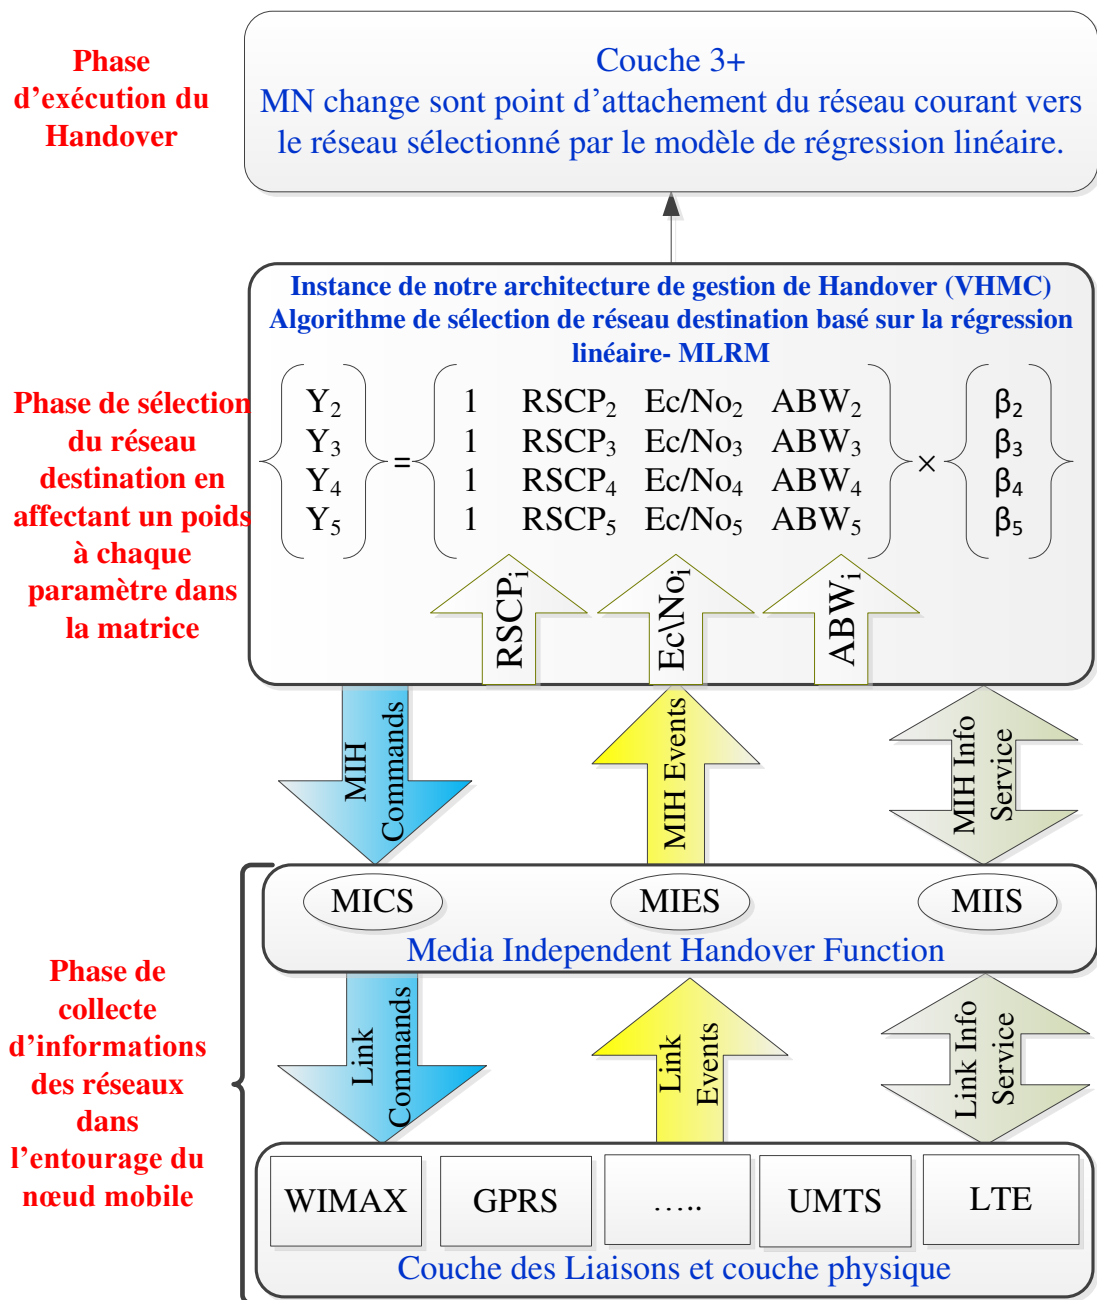 Phase
d'exécution du
Handover
Couche 3+
MN change sont point d'attachement du réseau courant vers
le réseau sélectionné par le modèle de régression linéaire.
Instance de notre architecture de gestion de Handover (VHMC)
Algorithme de sélection de réseau destination basé sur la régression
linéaire- MLRM
Phase de sélection
du réseau
destination en
affectant un poids
à chaque
paramètre dans
la matrice
Y₂ 1 RSCP₂ Ec/No₂ ABW₂ β₂
Y₃ 1 RSCP₃ Ec/No₃ ABW₃ β₃
= ×
Y₄ 1 RSCP₄ Ec/No₄ ABW₄ β₄
Y₅ 1 RSCP₅ Ec/No₅ ABW₅ β₅
RSCPᵢ
Ec\Noᵢ
ABWᵢ
MIH
Commands
MIH Events
MIH Info
Service
MICS
MIES
MIIS
Media Independent Handover Function
Phase de
collecte
d'informations
des réseaux
dans
l'entourage du
nœud mobile
Link
Commands
Link
Events
Link Info
Service
WIMAX
GPRS
.....
UMTS
LTE
Couche des Liaisons et couche physique